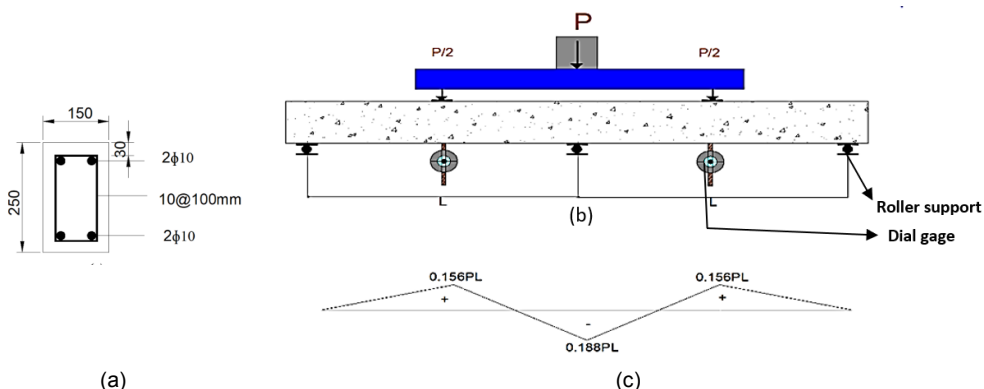 150
30
250
2ϕ10
10@100mm
2ϕ10
(a)
P
P/2
P/2
L
L
(b)
Roller support
Dial gage
0.156PL
0.156PL
+
+
-
0.188PL
(c)